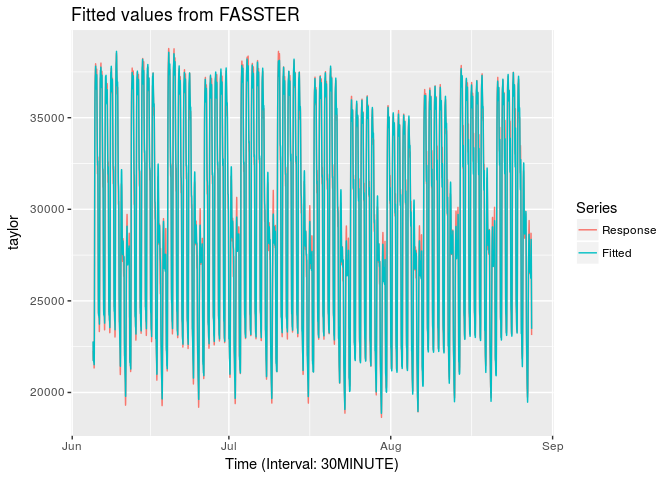 Fitted values from FASSTER
taylor
35000
30000
25000
20000
Jun
Jul
Aug
Sep
Time (Interval: 30MINUTE)
Series
Response
Fitted